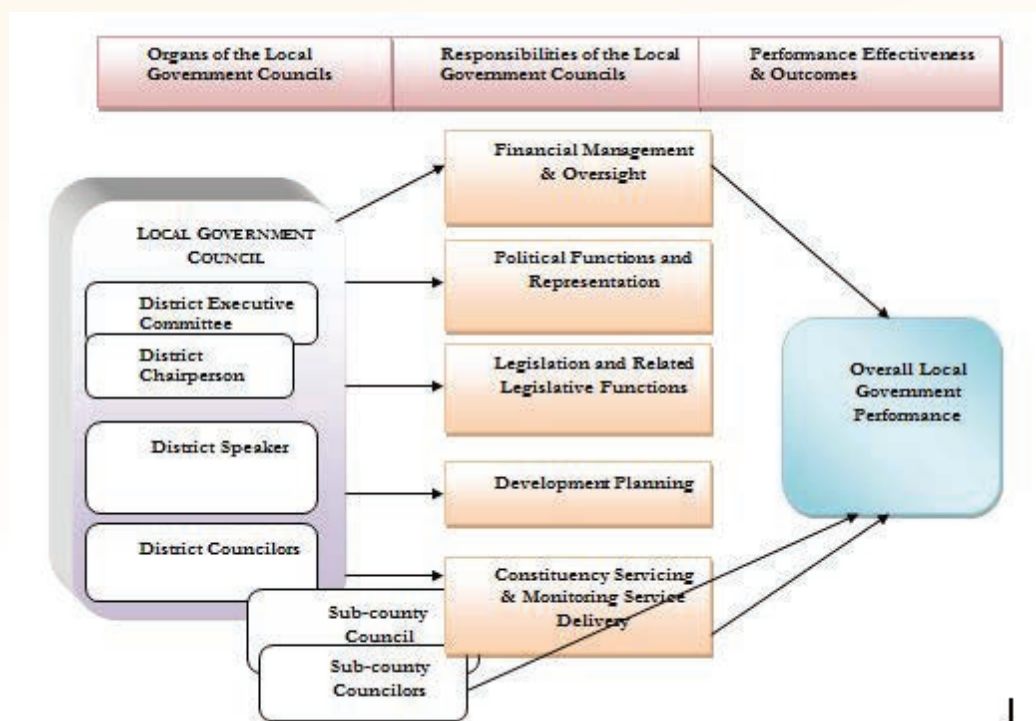 Organs of the Local
Government Councils
Responsibilities of the Local
Government Councils
Performance Effectiveness
& Outcomes
LOCAL GOVERNMENT
COUNCIL
District Executive
Committee
District
Chairperson
District Speaker
District Councilors
Sub-county
Council
Sub-county
Councilors
Financial Management
& Oversight
Political Functions and
Representation
Legislation and Related
Legislative Functions
Development Planning
Constituency Servicing
& Monitoring Service
Delivery
Overall Local
Government
Performance